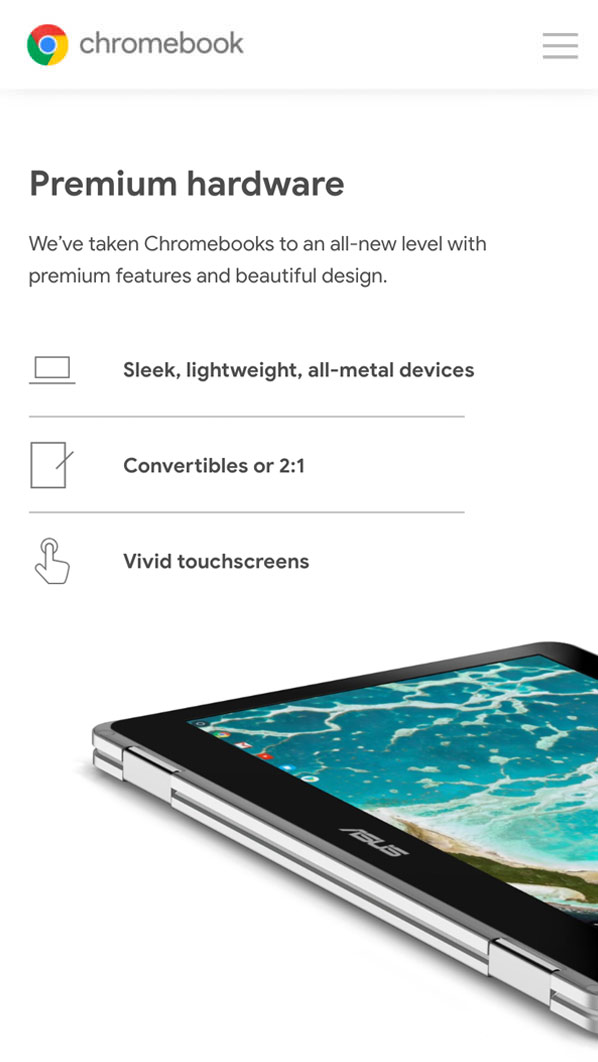 chromebook
Premium hardware
We’ve taken Chromebooks to an all-new level with
premium features and beautiful design.
Sleek, lightweight, all-metal devices
Convertibles or 2:1
Vivid touchscreens
ASUS